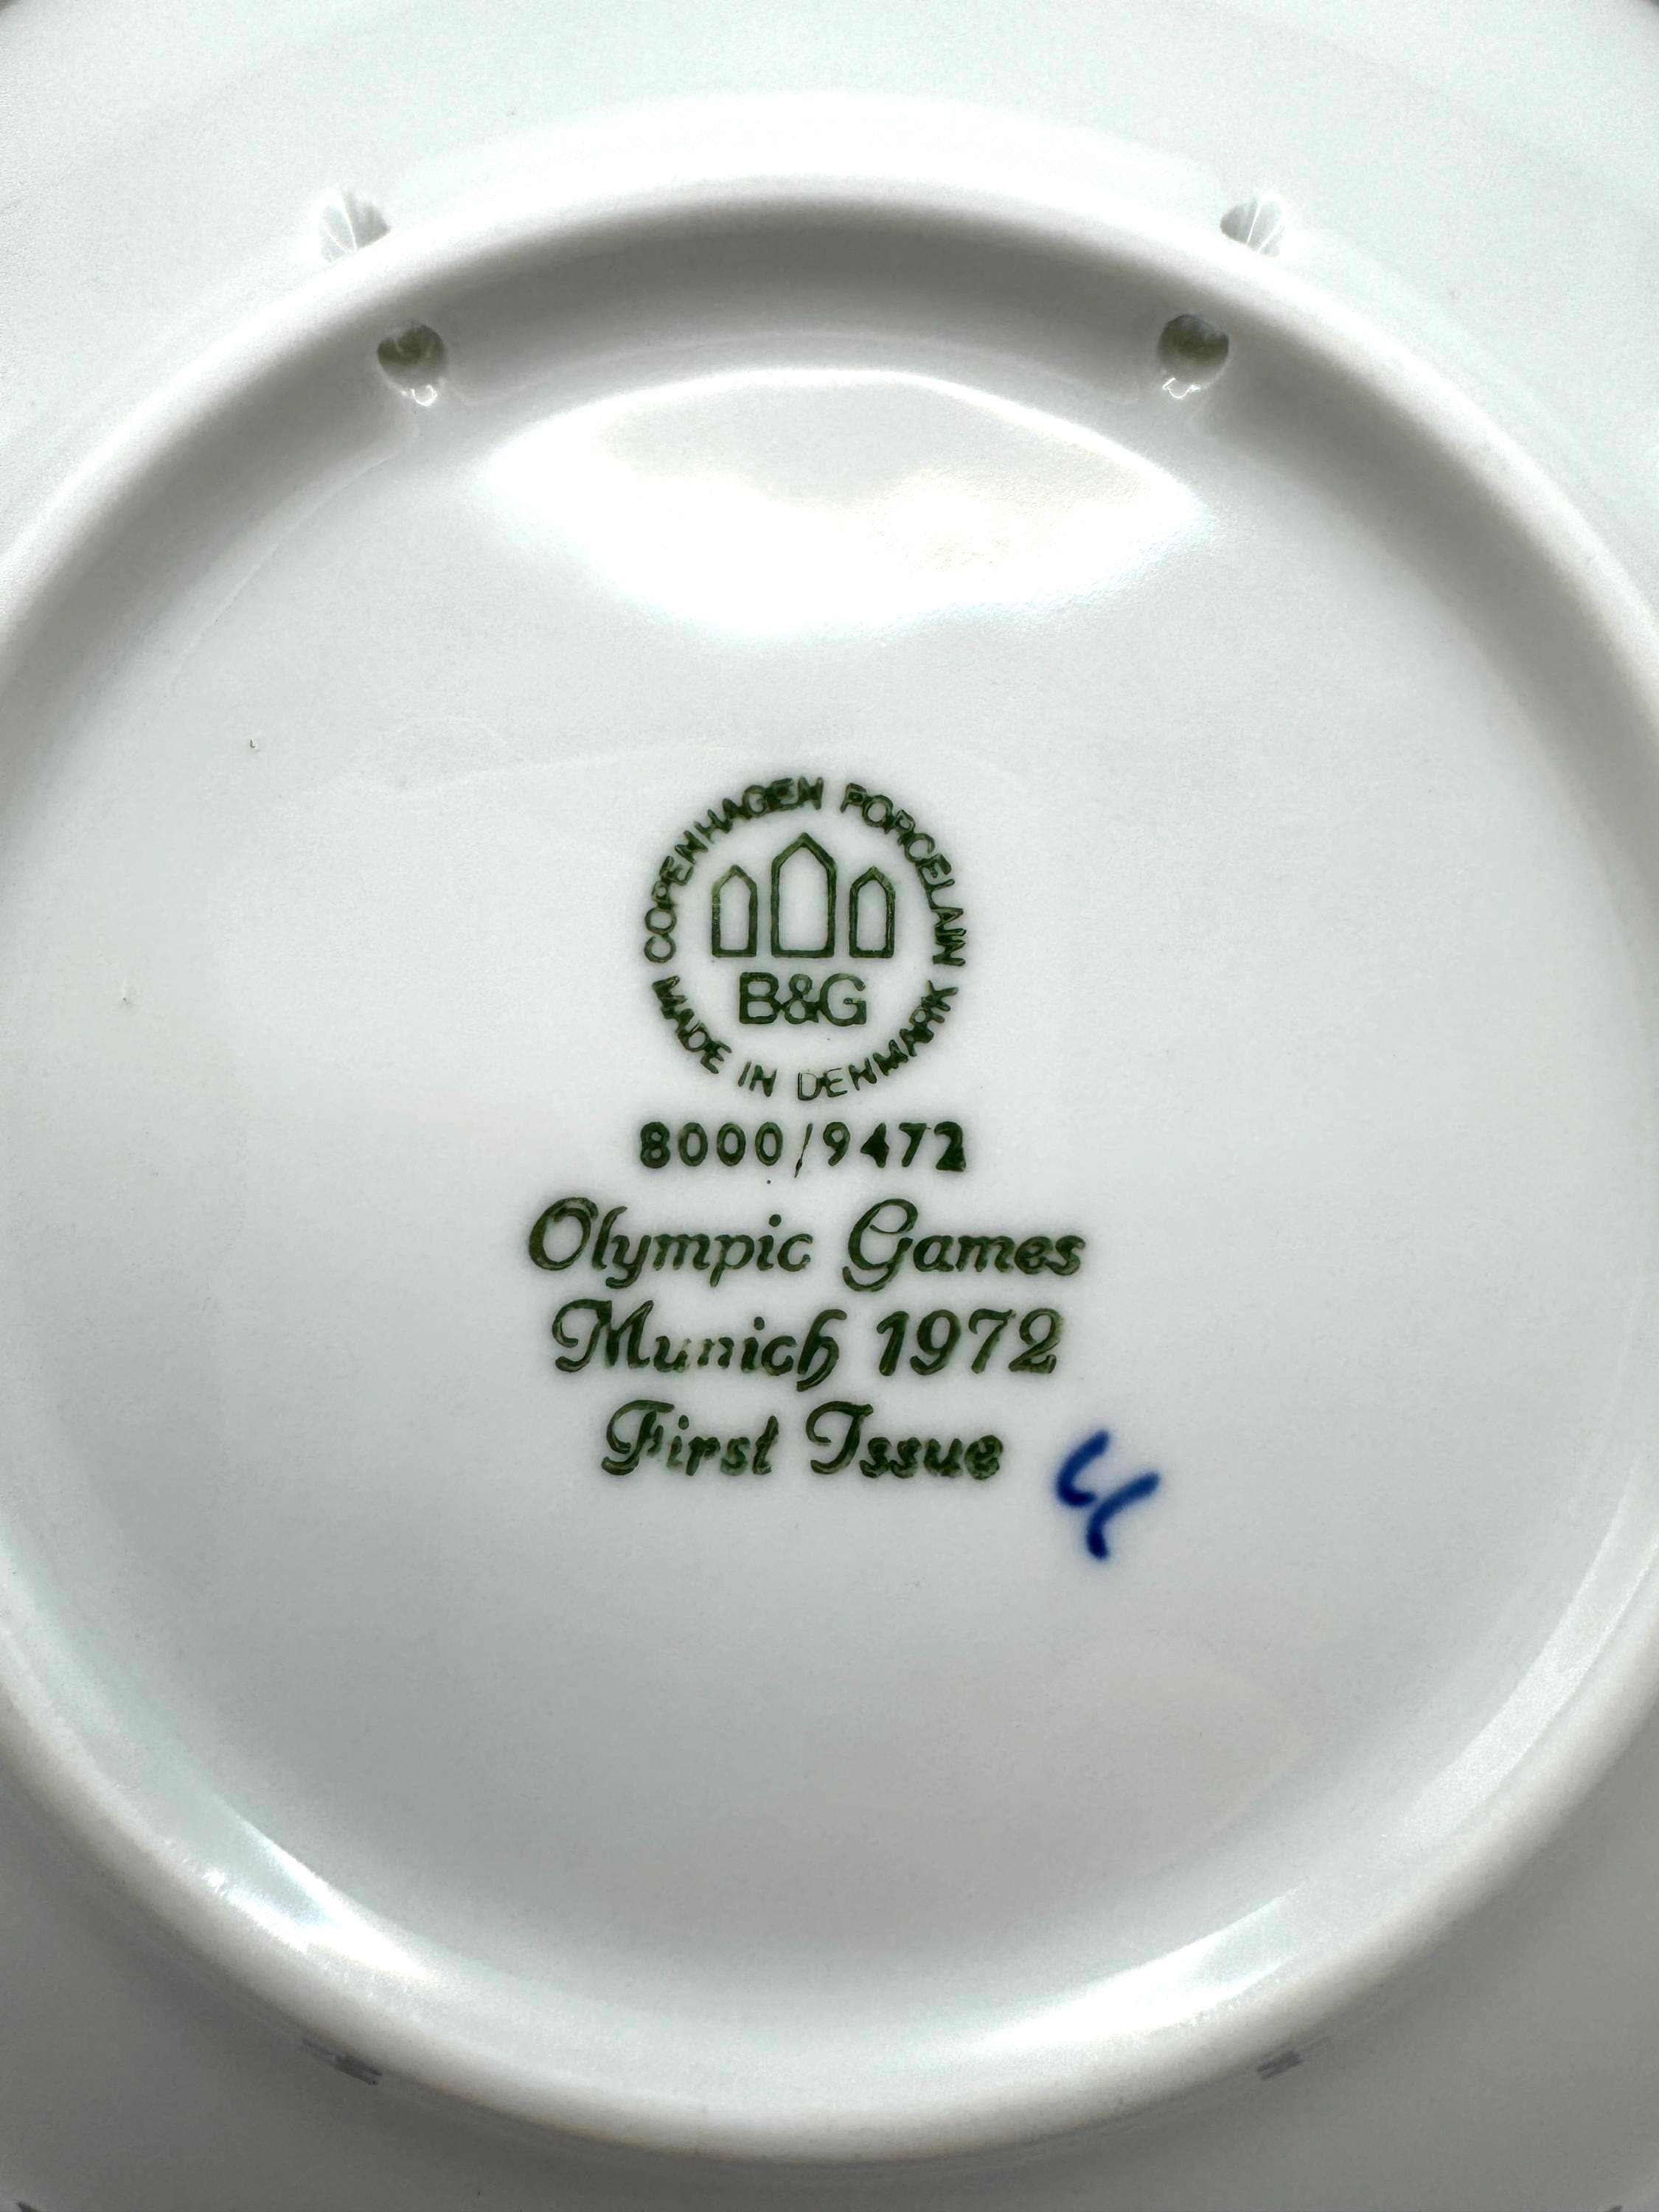 COPENHAGEN PORCELAIN
B&G
MADE IN DENMARK
8000/9472
Olympic Games
Munich 1972
First Issue